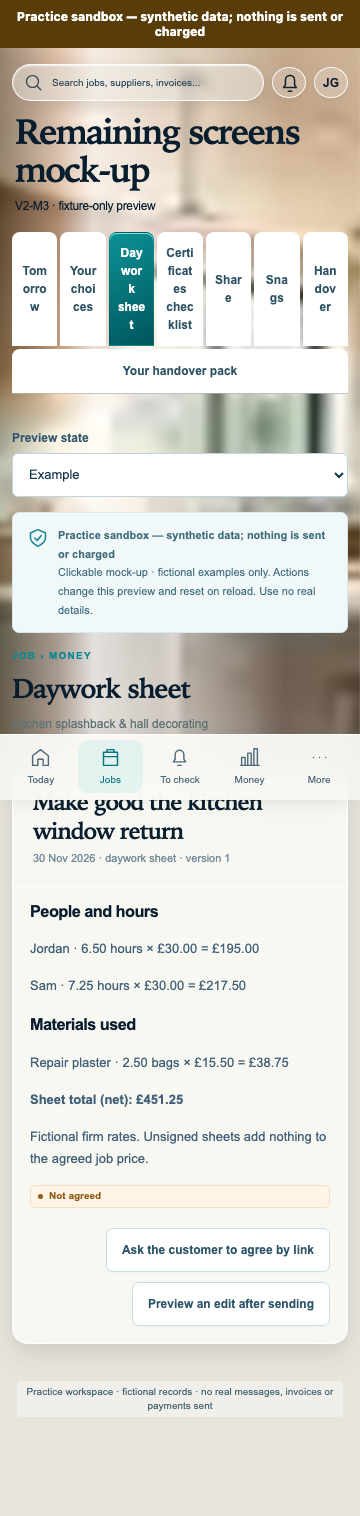 Practice sandbox — synthetic data; nothing is sent or
charged
Search jobs, suppliers, invoices...
JG
Remaining screens
mock-up
V2-M3 · fixture-only preview
Tom
orro
w
Your
choi
ces
Day
wor
k
shee
t
Certi
ficat
es
chec
klist
Shar
e
Sna
gs
Han
dov
er
Your handover pack
Preview state
Example
Practice sandbox — synthetic data; nothing is sent
or charged
Clickable mock-up · fictional examples only. Actions
change this preview and reset on reload. Use no real
details.
JOB › MONEY
Daywork sheet
Kitchen splashback & hall decorating
Today
Jobs
To check
Money
More
Make good the kitchen
window return
30 Nov 2026 · daywork sheet · version 1
People and hours
Jordan · 6.50 hours × £30.00 = £195.00
Sam · 7.25 hours × £30.00 = £217.50
Materials used
Repair plaster · 2.50 bags × £15.50 = £38.75
Sheet total (net): £451.25
Fictional firm rates. Unsigned sheets add nothing to
the agreed job price.
Not agreed
Ask the customer to agree by link
Preview an edit after sending
Practice workspace · fictional records · no real messages, invoices or
payments sent